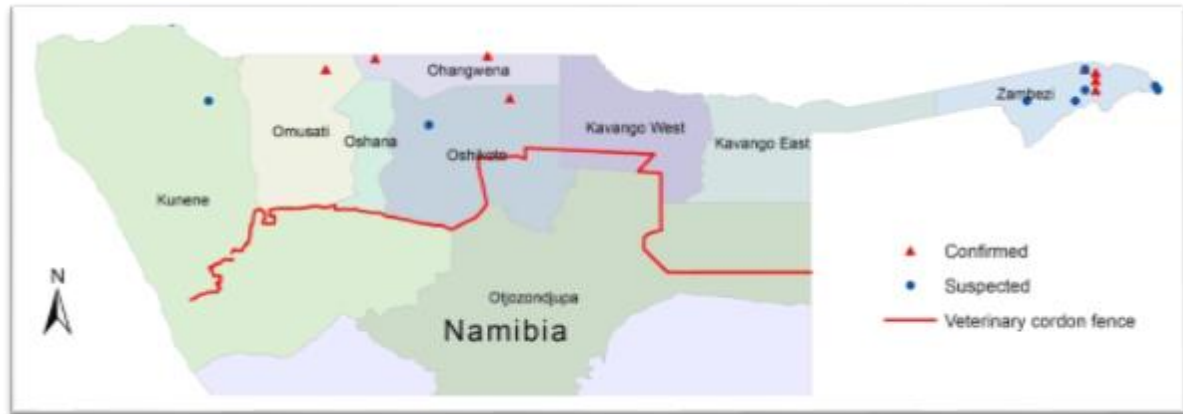 Ohangwena
Zambezi
Omusati
Oshana
Oshikoto
Kavango West
Kavango East
Kunene
N
Otjozondjupa
Namibia
Confirmed
Suspected
Veterinary cordon fence